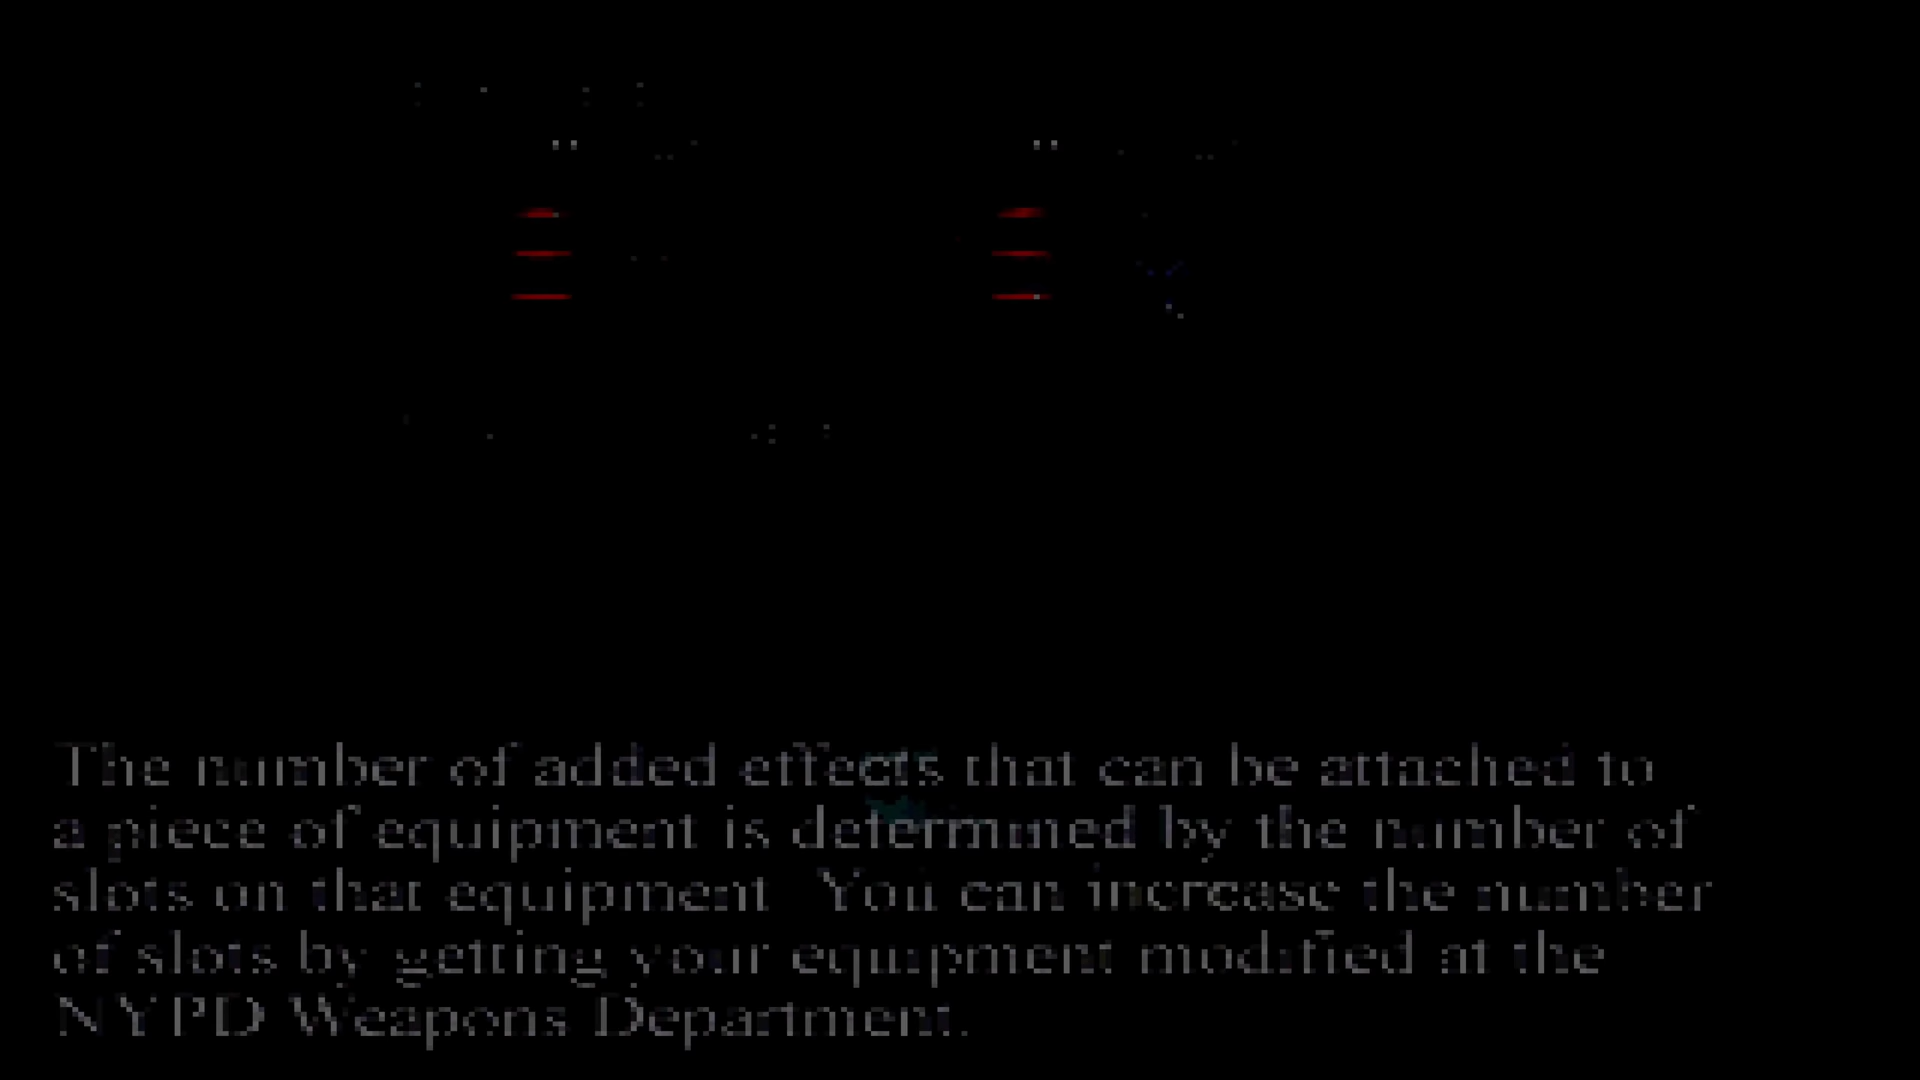 The number of added effects that can be attached to
a piece of equipment is determined by the number of
slots on that equipment. You can increase the number
of slots by getting your equipment modified at the
NYPD Weapons Department.